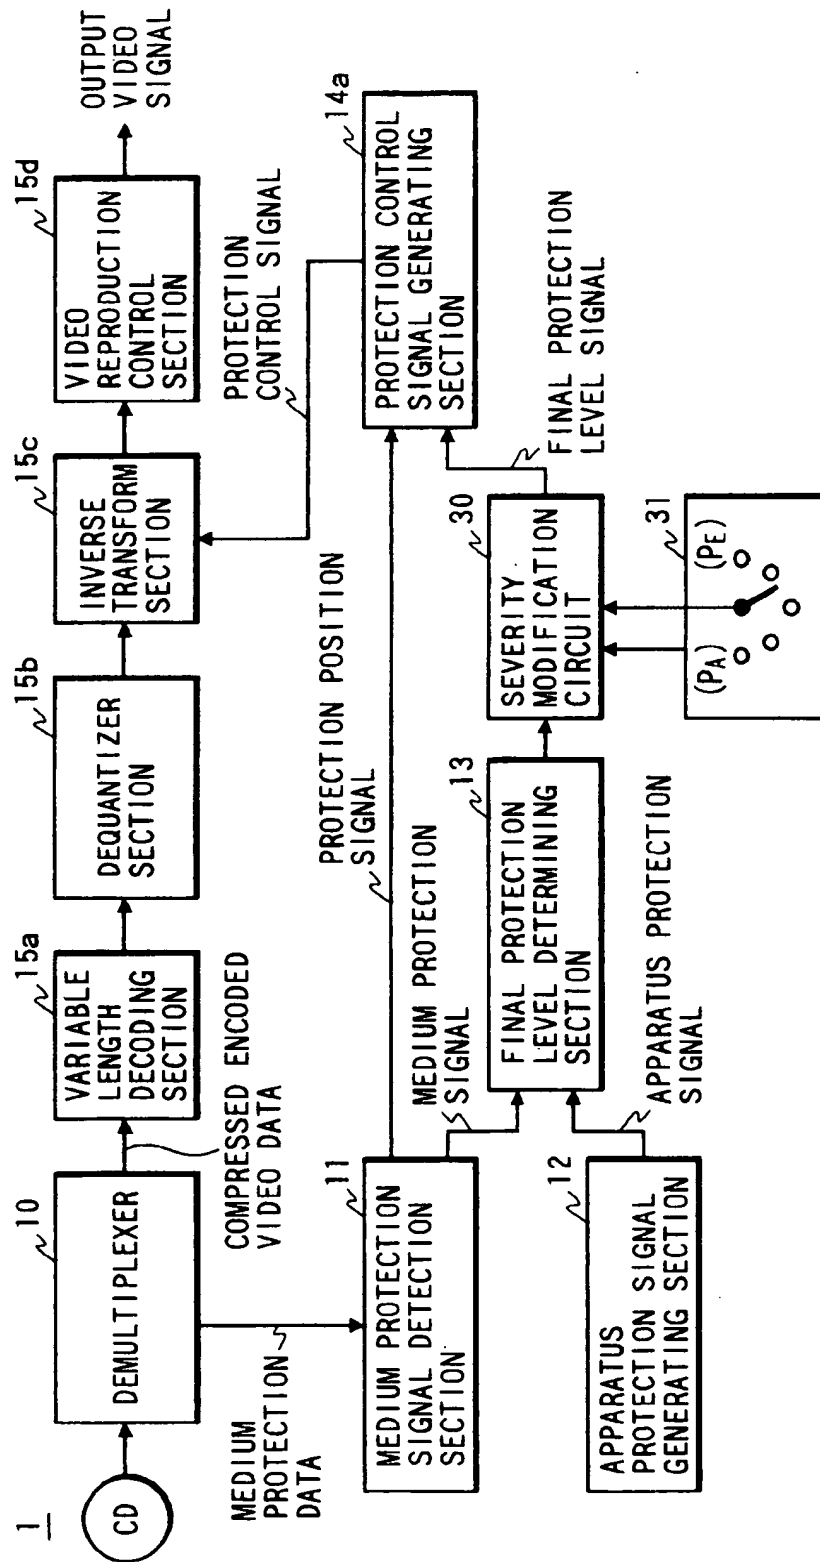 1
CD
10
DEMULTIPLEXER
COMPRESSED ENCODED
VIDEO DATA
15a
VARIABLE
LENGTH
DECODING
SECTION
15b
DEQUANTIZER
SECTION
15c
INVERSE
TRANSFORM
SECTION
15d
VIDEO
REPRODUCTION
CONTROL
SECTION
OUTPUT
VIDEO
SIGNAL
MEDIUM
PROTECTION
DATA
11
MEDIUM PROTECTION
SIGNAL DETECTION
SECTION
PROTECTION POSITION
SIGNAL
PROTECTION
CONTROL SIGNAL
14a
PROTECTION CONTROL
SIGNAL GENERATING
SECTION
MEDIUM PROTECTION
SIGNAL
12
APPARATUS
PROTECTION SIGNAL
GENERATING SECTION
APPARATUS PROTECTION
SIGNAL
13
FINAL PROTECTION
LEVEL DETERMINING
SECTION
30
SEVERITY
MODIFICATION
CIRCUIT
FINAL PROTECTION
LEVEL SIGNAL
31
(PA)
(PE)